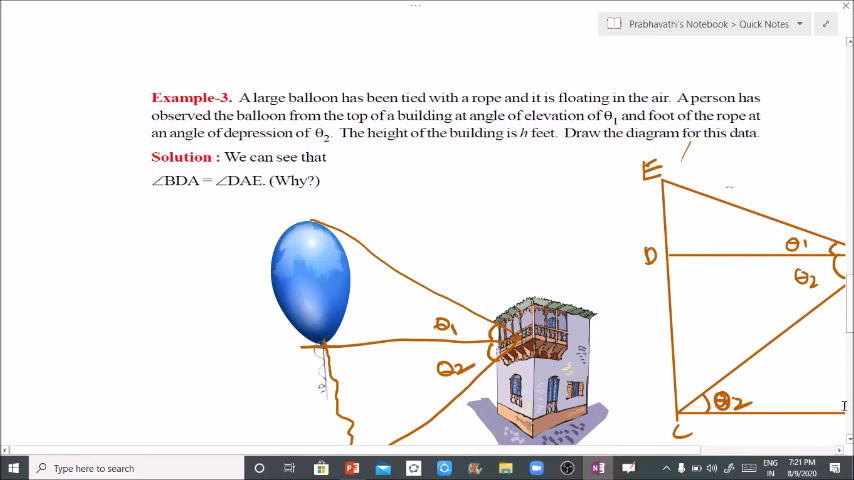 Prabhavathi's Notebook > Quick Notes
Example-3. A large balloon has been tied with a rope and it is floating in the air. A person has
observed the balloon from the top of a building at angle of elevation of θ1 and foot of the rope at
an angle of depression of θ2. The height of the building is h feet. Draw the diagram for this data.
Solution : We can see that
∠BDA = ∠DAE. (Why?)
E
θ1
D
θ2
θ1
θ2
θ2
C
Type here to search
ENG
7:21 PM
IN
8/9/2020